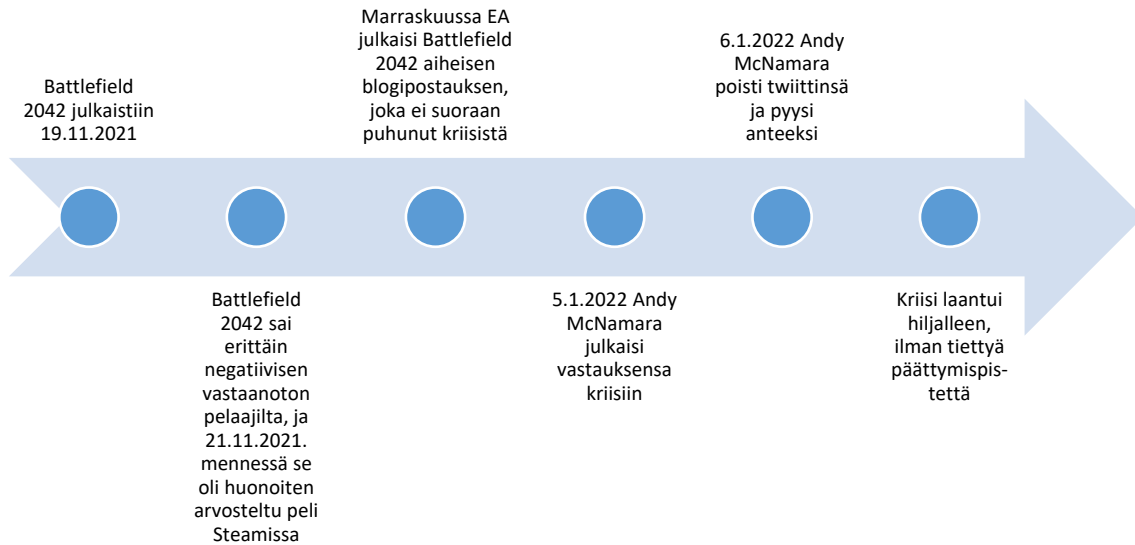 Battlefield
2042 julkaistiin
19.11.2021
Battlefield
2042 sai
erittäin
negatiivisen
vastaanoton
pelaajilta, ja
21.11.2021.
mennessä se
oli huonoiten
arvosteltu peli
Steamissa
Marraskuussa EA
julkaisi Battlefield
2042 aiheisen
blogipostauksen,
joka ei suoraan
puhunut kriisistä
5.1.2022 Andy
McNamara
julkaisi
vastauksensa
kriisiin
6.1.2022 Andy
McNamara
poisti twiittinsä
ja pyysi
anteeksi
Kriisi laantui
hiljalleen,
ilman tiettyä
päättymispis-
tettä